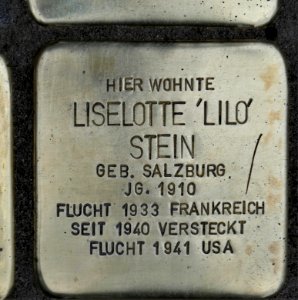 HIER WOHNTE
LISELOTTE 'LILO'
STEIN
GEB. SALZBURG
JG. 1910
FLUCHT 1933 FRANKREICH
SEIT 1940 VERSTECKT
FLUCHT 1941 USA